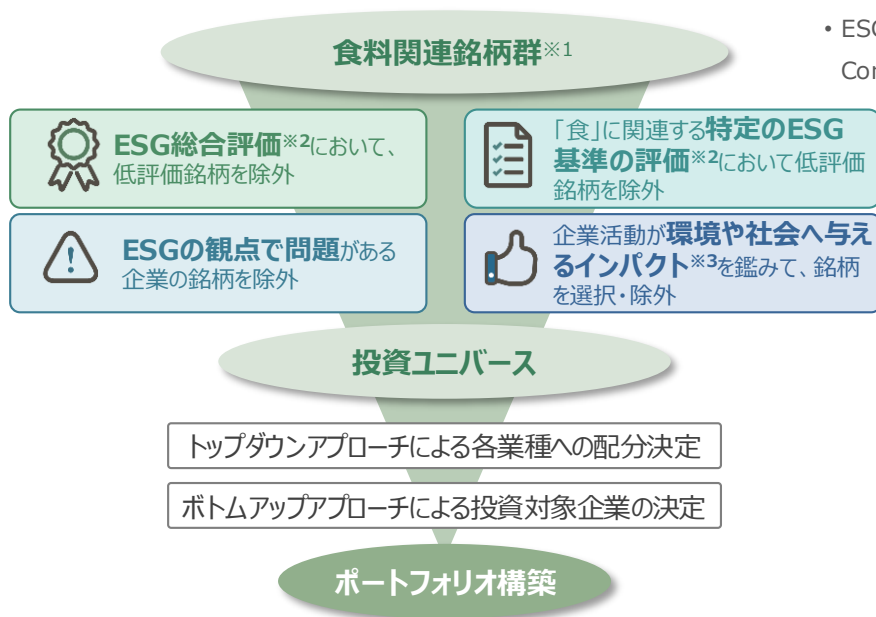 食料関連銘柄群※1
• ESG
Cor
ESG総合評価※2において、
低評価銘柄を除外
「食」に関連する特定のESG
基準の評価※2において低評価
銘柄を除外
ESGの観点で問題がある
企業の銘柄を除外
企業活動が環境や社会へ与え
るインパクト※3を鑑みて、銘柄
を選択・除外
投資ユニバース
トップダウンアプローチによる各業種への配分決定
ボトムアップアプローチによる投資対象企業の決定
ポートフォリオ構築